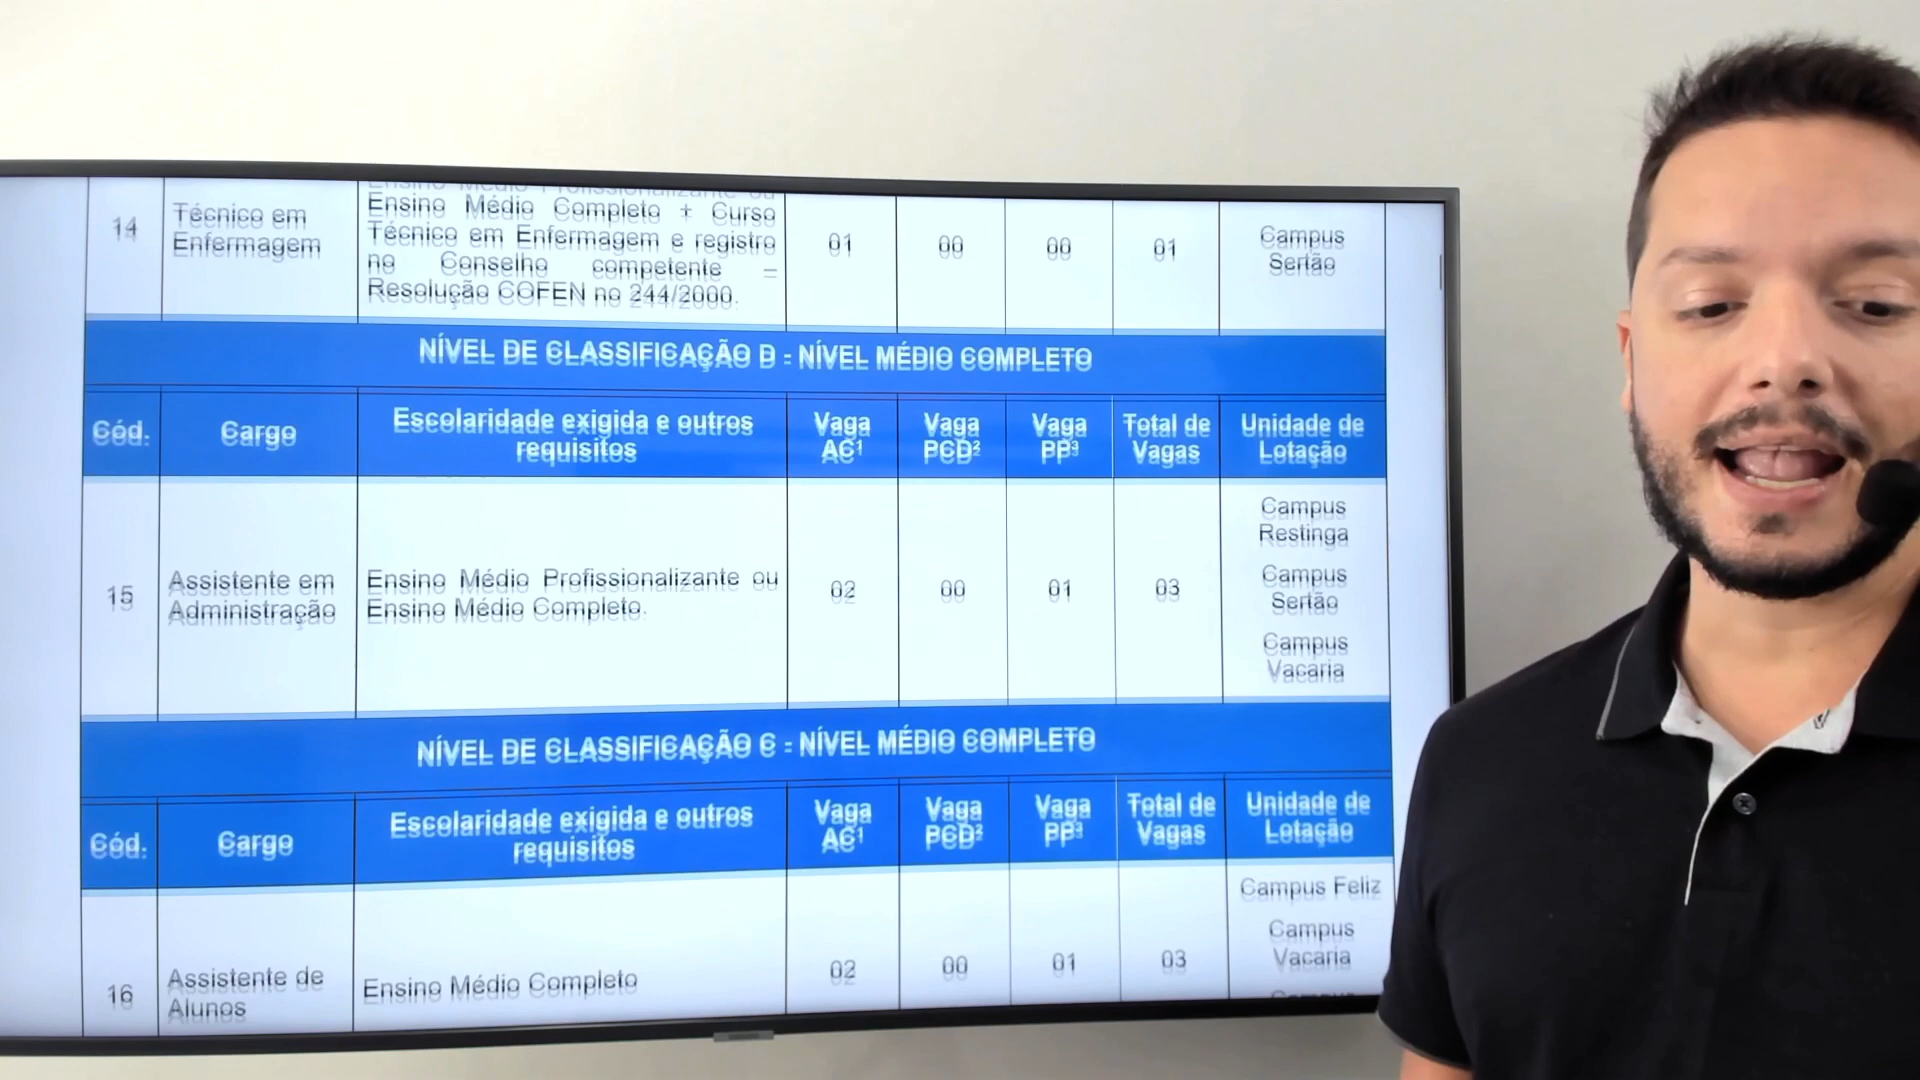 14
Técnico em
Enfermagem
Ensino Médio Profissionalizante ou
Ensino Médio Completo + Curso
Técnico em Enfermagem e registro
no Conselho competente –
Resolução COFEN no 244/2000.
01
00
00
01
Campus
Sertão
NÍVEL DE CLASSIFICAÇÃO D - NÍVEL MÉDIO COMPLETO
Cód.
Cargo
Escolaridade exigida e outros
requisitos
Vaga
AC¹
Vaga
PCD²
Vaga
PP³
Total de
Vagas
Unidade de
Lotação
15
Assistente em
Administração
Ensino Médio Profissionalizante ou
Ensino Médio Completo.
02
00
01
03
Campus
Restinga
Campus
Sertão
Campus
Vacaria
NÍVEL DE CLASSIFICAÇÃO C - NÍVEL MÉDIO COMPLETO
Cód.
Cargo
Escolaridade exigida e outros
requisitos
Vaga
AC¹
Vaga
PCD²
Vaga
PP³
Total de
Vagas
Unidade de
Lotação
16
Assistente de
Alunos
Ensino Médio Completo
02
00
01
03
Campus Feliz
Campus
Vacaria
Campus